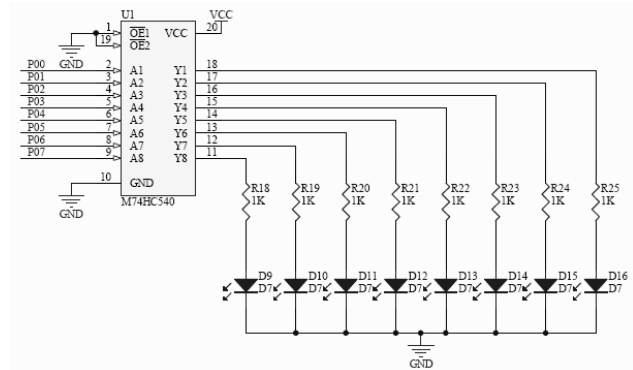 U1
VCC
1
OE1
VCC
20
19
OE2
GND
P00
2
A1
Y1
18
P01
3
A2
Y2
17
P02
4
A3
Y3
16
P03
5
A4
Y4
15
P04
6
A5
Y5
14
P05
7
A6
Y6
13
P06
8
A7
Y7
12
P07
9
A8
Y8
11
10
GND
GND
M74HC540
R18
1K
R19
1K
R20
1K
R21
1K
R22
1K
R23
1K
R24
1K
R25
1K
D9
D7
D10
D7
D11
D7
D12
D7
D13
D7
D14
D7
D15
D7
D16
D7
GND